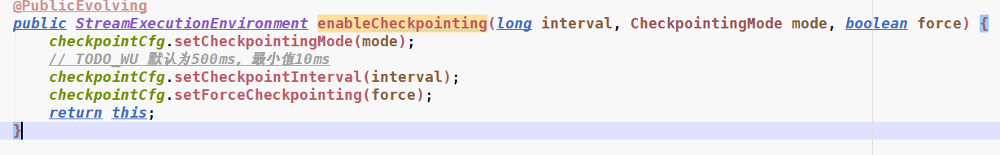 @PublicEvolving
public StreamExecutionEnvironment enableCheckpointing(long interval, CheckpointingMode mode, boolean force) {
checkpointCfg.setCheckpointingMode(mode);
// TODO_WU 默认为500ms, 最小值10ms
checkpointCfg.setCheckpointInterval(interval);
checkpointCfg.setForceCheckpointing(force);
return this;
}